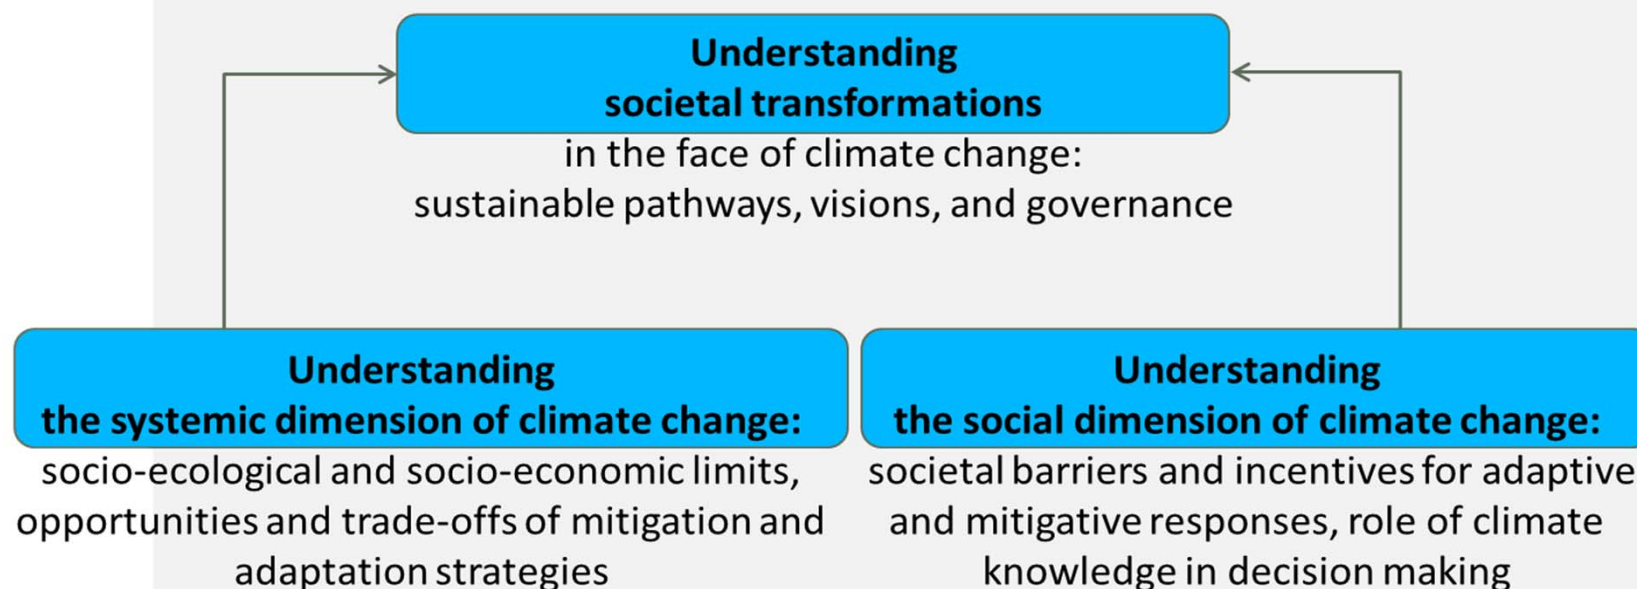 Understanding
societal transformations
in the face of climate change:
sustainable pathways, visions, and governance
Understanding
the systemic dimension of climate change:
socio-ecological and socio-economic limits,
opportunities and trade-offs of mitigation and
adaptation strategies
Understanding
the social dimension of climate change:
societal barriers and incentives for adaptive
and mitigative responses, role of climate
knowledge in decision making